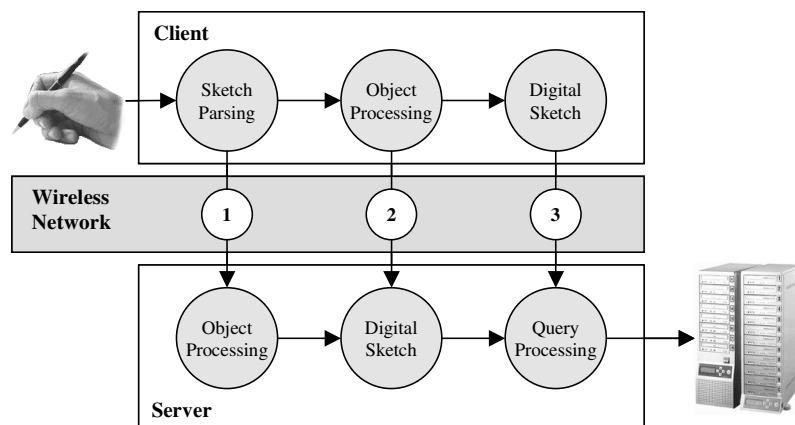 Client
Sketch
Parsing
Object
Processing
Digital
Sketch
Wireless
Network
1
2
3
Object
Processing
Digital
Sketch
Query
Processing
Server